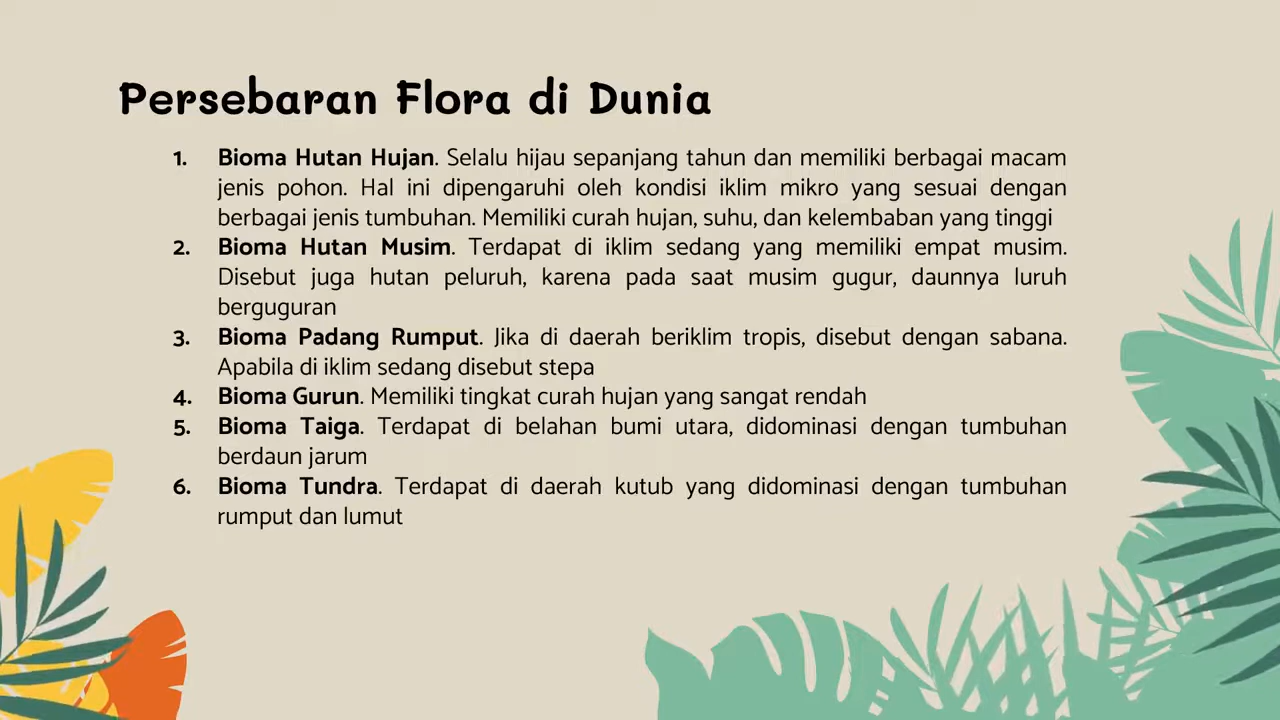 Persebaran Flora di Dunia
1. Bioma Hutan Hujan. Selalu hijau sepanjang tahun dan memiliki berbagai macam
jenis pohon. Hal ini dipengaruhi oleh kondisi iklim mikro yang sesuai dengan
berbagai jenis tumbuhan. Memiliki curah hujan, suhu, dan kelembaban yang tinggi
2. Bioma Hutan Musim. Terdapat di iklim sedang yang memiliki empat musim.
Disebut juga hutan peluruh, karena pada saat musim gugur, daunnya luruh
berguguran
3. Bioma Padang Rumput. Jika di daerah beriklim tropis, disebut dengan sabana.
Apabila di iklim sedang disebut stepa
4. Bioma Gurun. Memiliki tingkat curah hujan yang sangat rendah
5. Bioma Taiga. Terdapat di belahan bumi utara, didominasi dengan tumbuhan
berdaun jarum
6. Bioma Tundra. Terdapat di daerah kutub yang didominasi dengan tumbuhan
rumput dan lumut